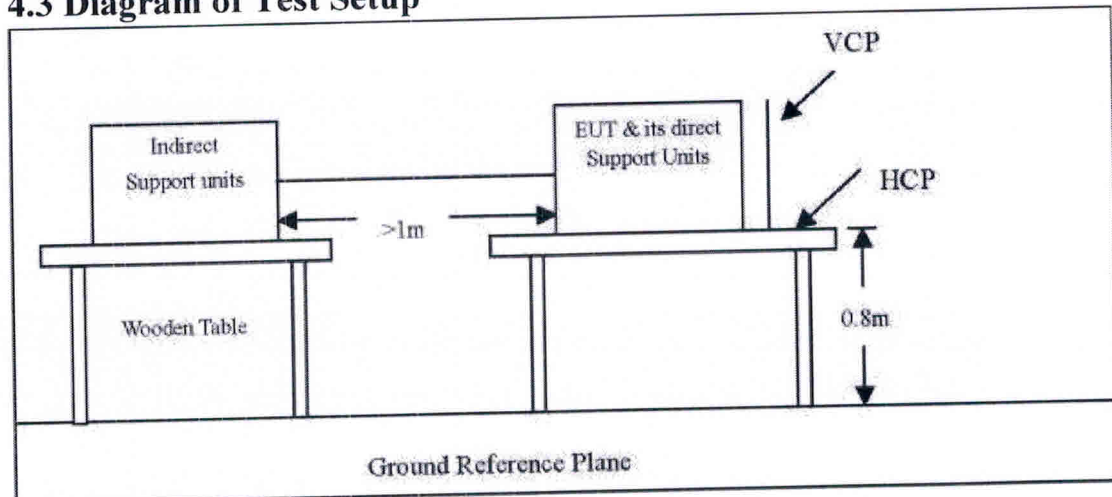 4.3 Diagram of Test Setup
VCP
Indirect
Support units
EUT & its direct
Support Units
HCP
>1m
Wooden Table
0.8m
Ground Reference Plane